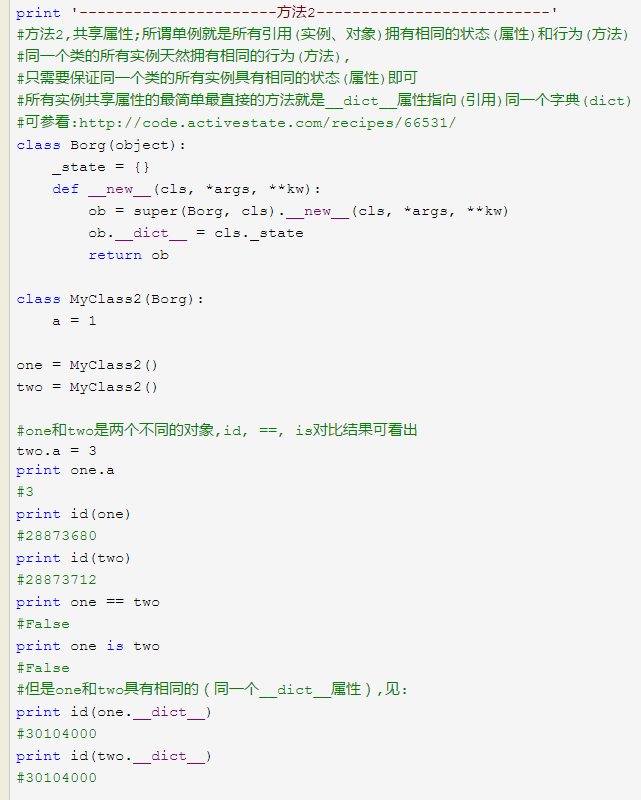 print '----------------------方法2--------------------------'
#方法2,共享属性;所谓单例就是所有引用(实例、对象)拥有相同的状态(属性)和行为(方法)
#同一个类的所有实例天然拥有相同的行为(方法),
#只需要保证同一个类的所有实例具有相同的状态(属性)即可
#所有实例共享属性的最简单最直接的方法就是__dict__属性指向(引用)同一个字典(dict)
#可参看:http://code.activestate.com/recipes/66531/
class Borg(object):
    _state = {}
    def __new__(cls, *args, **kw):
        ob = super(Borg, cls).__new__(cls, *args, **kw)
        ob.__dict__ = cls._state
        return ob

class MyClass2(Borg):
    a = 1

one = MyClass2()
two = MyClass2()

#one和two是两个不同的对象,id, ==, is对比结果可看出
two.a = 3
print one.a
#3
print id(one)
#28873680
print id(two)
#28873712
print one == two
#False
print one is two
#False
#但是one和two具有相同的（同一个__dict__属性）,见:
print id(one.__dict__)
#30104000
print id(two.__dict__)
#30104000